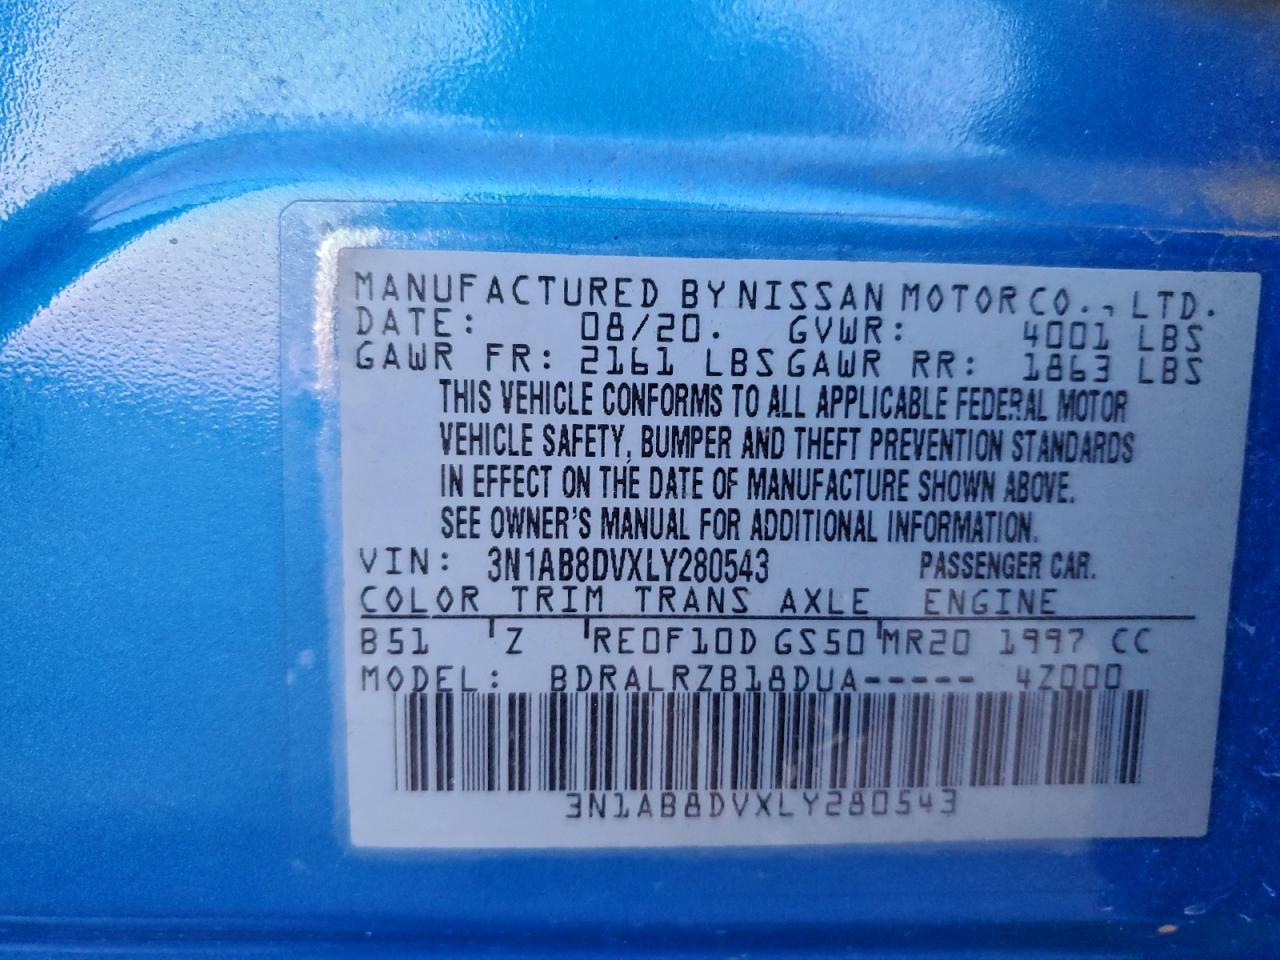 MANUFACTURED BY NISSAN MOTOR CO., LTD.
DATE: 08/20. GVWR: 4001 LBS
GAWR FR: 2161 LBS GAWR RR: 1863 LBS
THIS VEHICLE CONFORMS TO ALL APPLICABLE FEDERAL MOTOR
VEHICLE SAFETY, BUMPER AND THEFT PREVENTION STANDARDS
IN EFFECT ON THE DATE OF MANUFACTURE SHOWN ABOVE.
SEE OWNER'S MANUAL FOR ADDITIONAL INFORMATION.
VIN: 3N1AB8DVXLY280543 PASSENGER CAR.
COLOR TRIM TRANS AXLE ENGINE
B51 Z RE0F10D GS50 MR20 1997 CC
MODEL: BDRALRZB18DUA----- 4Z000
3N1AB8DVXLY280543